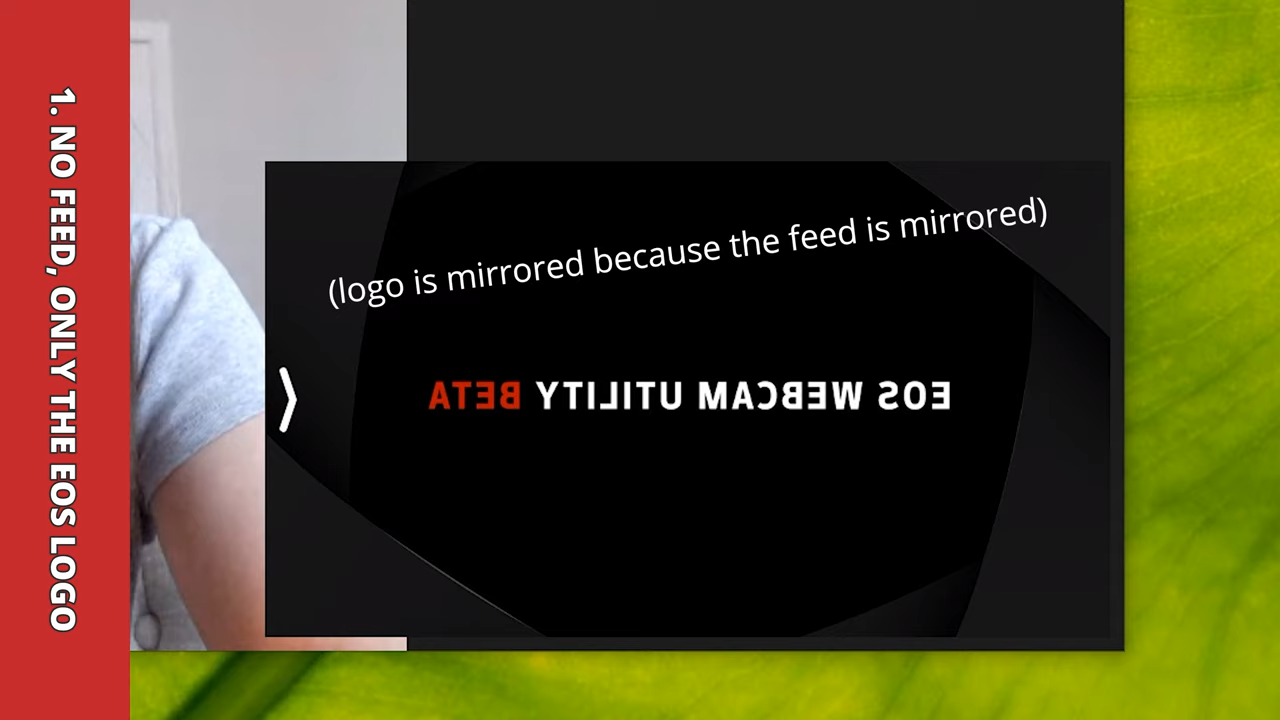 1. NO FEED, ONLY THE EOS LOGO
(logo is mirrored because the feed is mirrored)
EOS WEBCAM UTILITY BETA